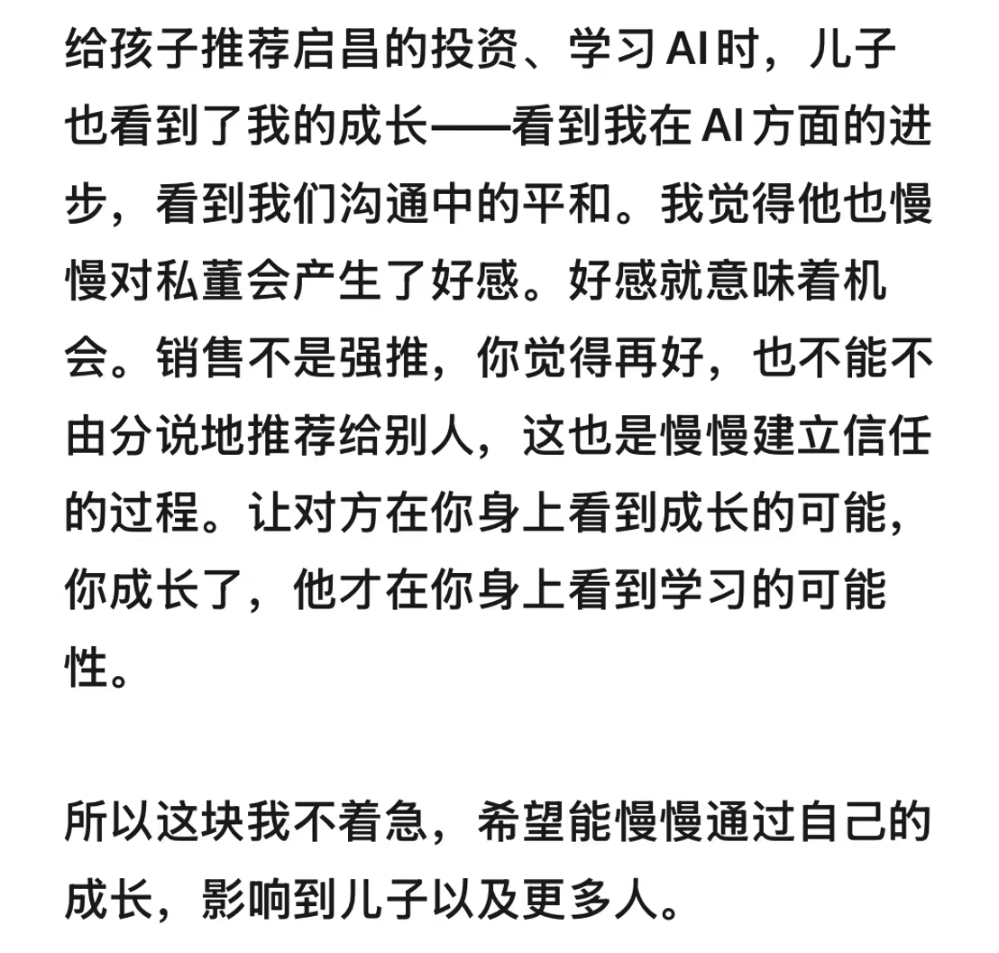 给孩子推荐启昌的投资、学习AI时，儿子
也看到了我的成长——看到我在AI方面的进
步，看到我们沟通中的平和。我觉得他也慢
慢对私董会产生了好感。好感就意味着机
会。销售不是强推，你觉得再好，也不能不
由分说地推荐给别人，这也是慢慢建立信任
的过程。让对方在你身上看到成长的可能，
你成长了，他才在你身上看到学习的可能
性。
所以这块我不着急，希望能慢慢通过自己的
成长，影响到儿子以及更多人。